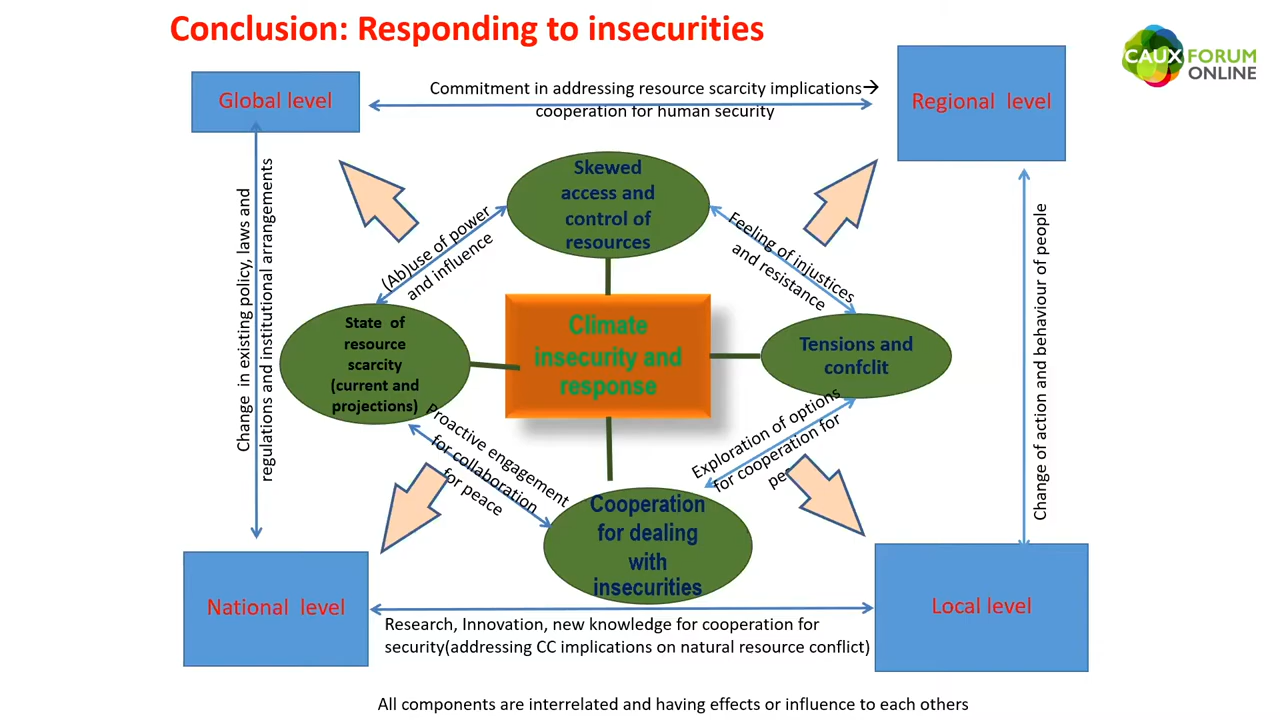 Conclusion: Responding to insecurities
CAUX FORUM
ONLINE
Global level
Commitment in addressing resource scarcity implications→
cooperation for human security
Regional level
Skewed
access and
control of
resources
(Ab)use of power
and influence
Feeling of injustices
and resistance
Change in existing policy, laws and
regulations and institutional arrangements
Change of action and behaviour of people
State of
resource
scarcity
(current and
projections)
Climate
insecurity and
response
Tensions and
confclit
Proactive engagement
for collaboration
for peace
Exploration of options
for cooperation for
Cooperation
for dealing
with
insecurities
National level
Local level
Research, Innovation, new knowledge for cooperation for
security(addressing CC implications on natural resource conflict)
All components are interrelated and having effects or influence to each others